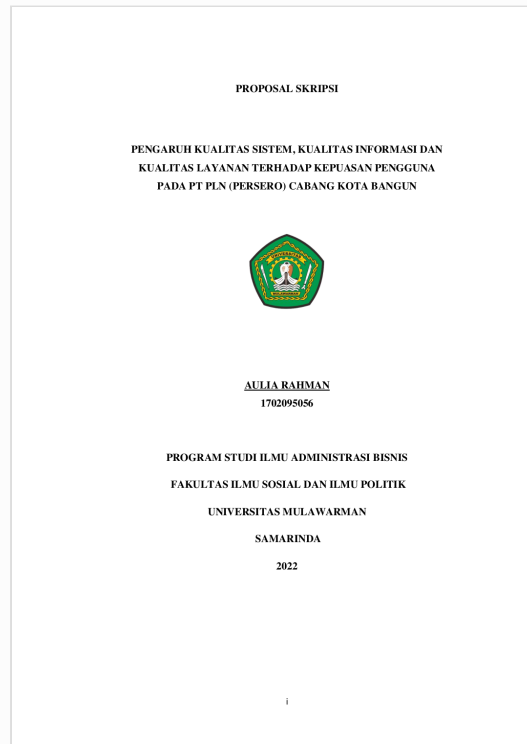 PROPOSAL SKRIPSI
PENGARUH KUALITAS SISTEM, KUALITAS INFORMASI DAN
KUALITAS LAYANAN TERHADAP KEPUASAN PENGGUNA
PADA PT PLN (PERSERO) CABANG KOTA BANGUN
UNIVERSITAS
MULAWARMAN
AULIA RAHMAN
1702095056
PROGRAM STUDI ILMU ADMINISTRASI BISNIS
FAKULTAS ILMU SOSIAL DAN ILMU POLITIK
UNIVERSITAS MULAWARMAN
SAMARINDA
2022
i